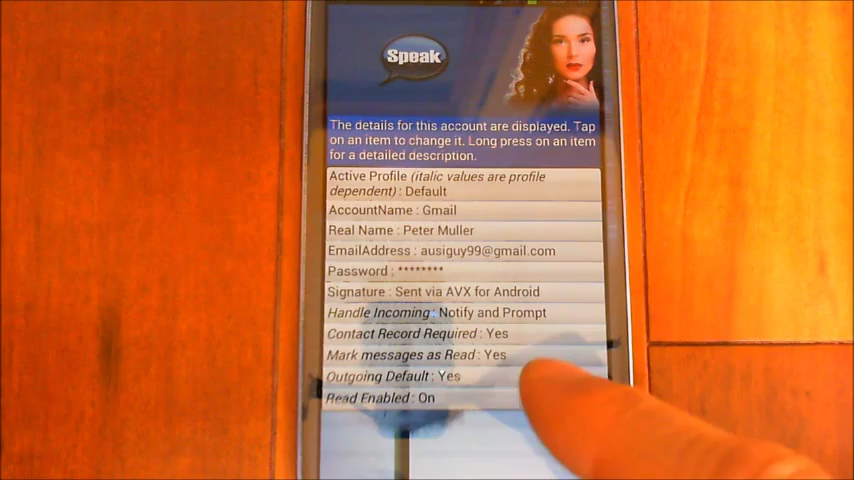 Speak
The details for this account are displayed. Tap
on an item to change it. Long press on an item
for a detailed description.
Active Profile (italic values are profile
dependent) : Default
AccountName : Gmail
Real Name : Peter Muller
EmailAddress : ausiguy99@gmail.com
Password : ********
Signature : Sent via AVX for Android
Handle Incoming : Notify and Prompt
Contact Record Required : Yes
Mark messages as Read : Yes
Outgoing Default : Yes
Read Enabled : On